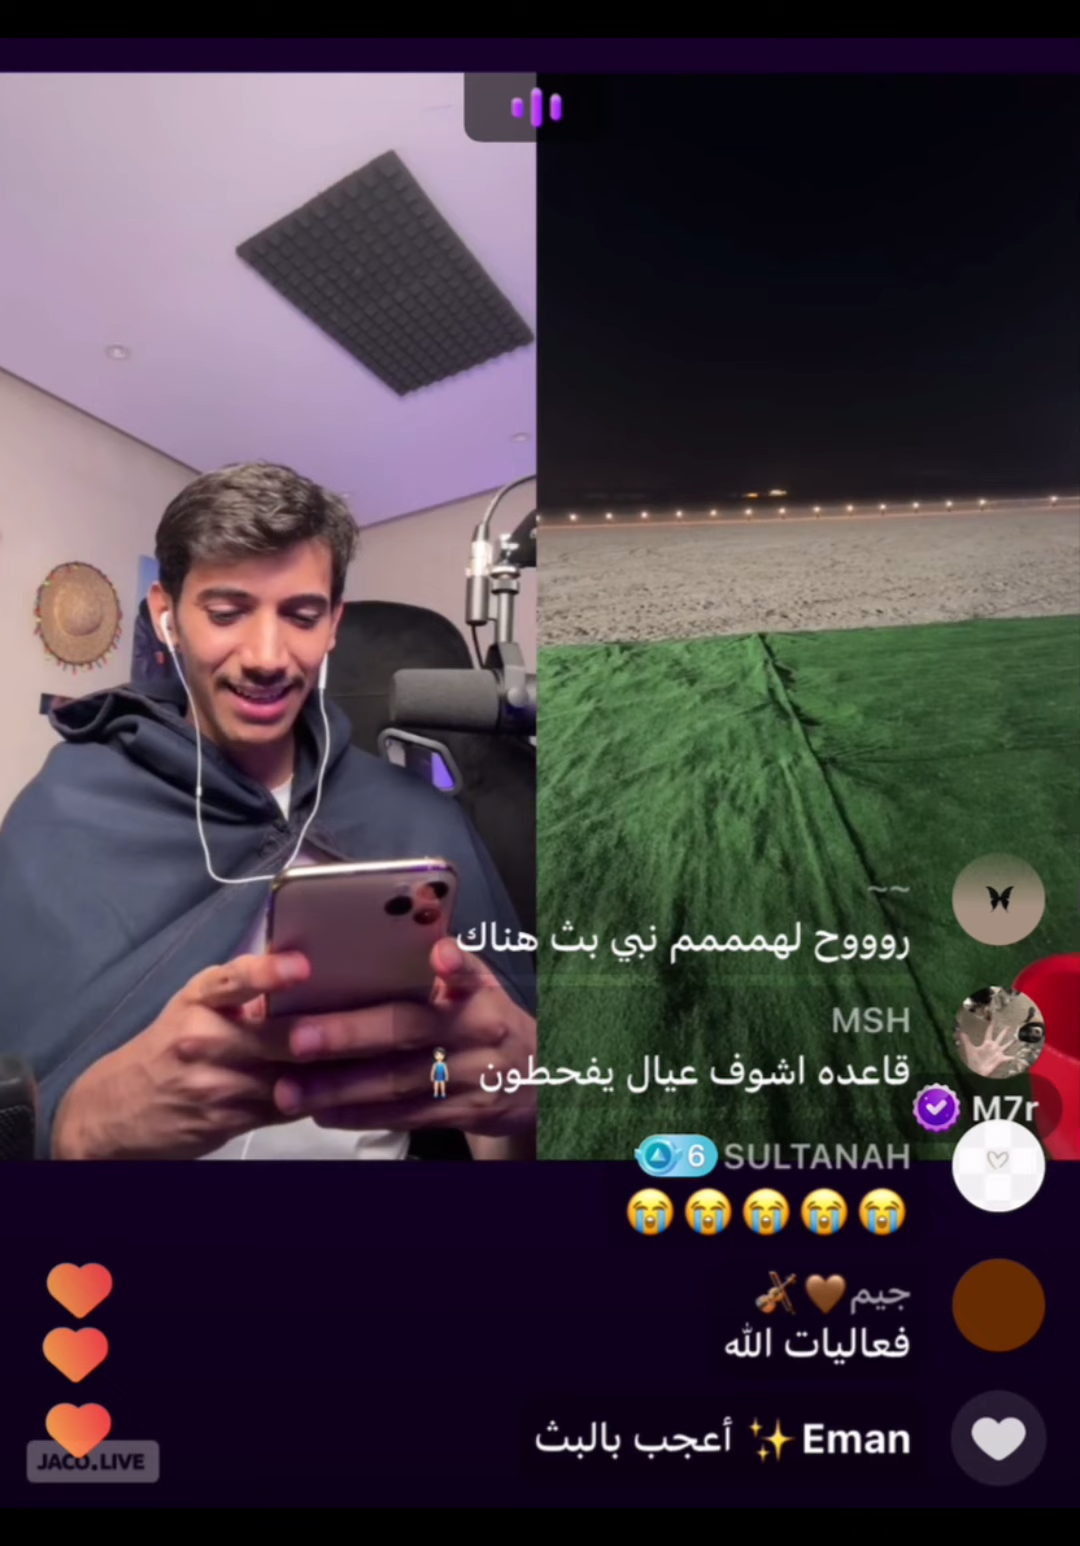 ~~
روووح لهمممم نبي بث هناك
MSH
قاعده اشوف عيال يفحطون 🧍🏻‍♂️
M7r
SULTANAH 6
😭😭😭😭😭
جيم🤎🎻
فعاليات الله
Eman✨ أعجب بالبث
JACO.LIVE